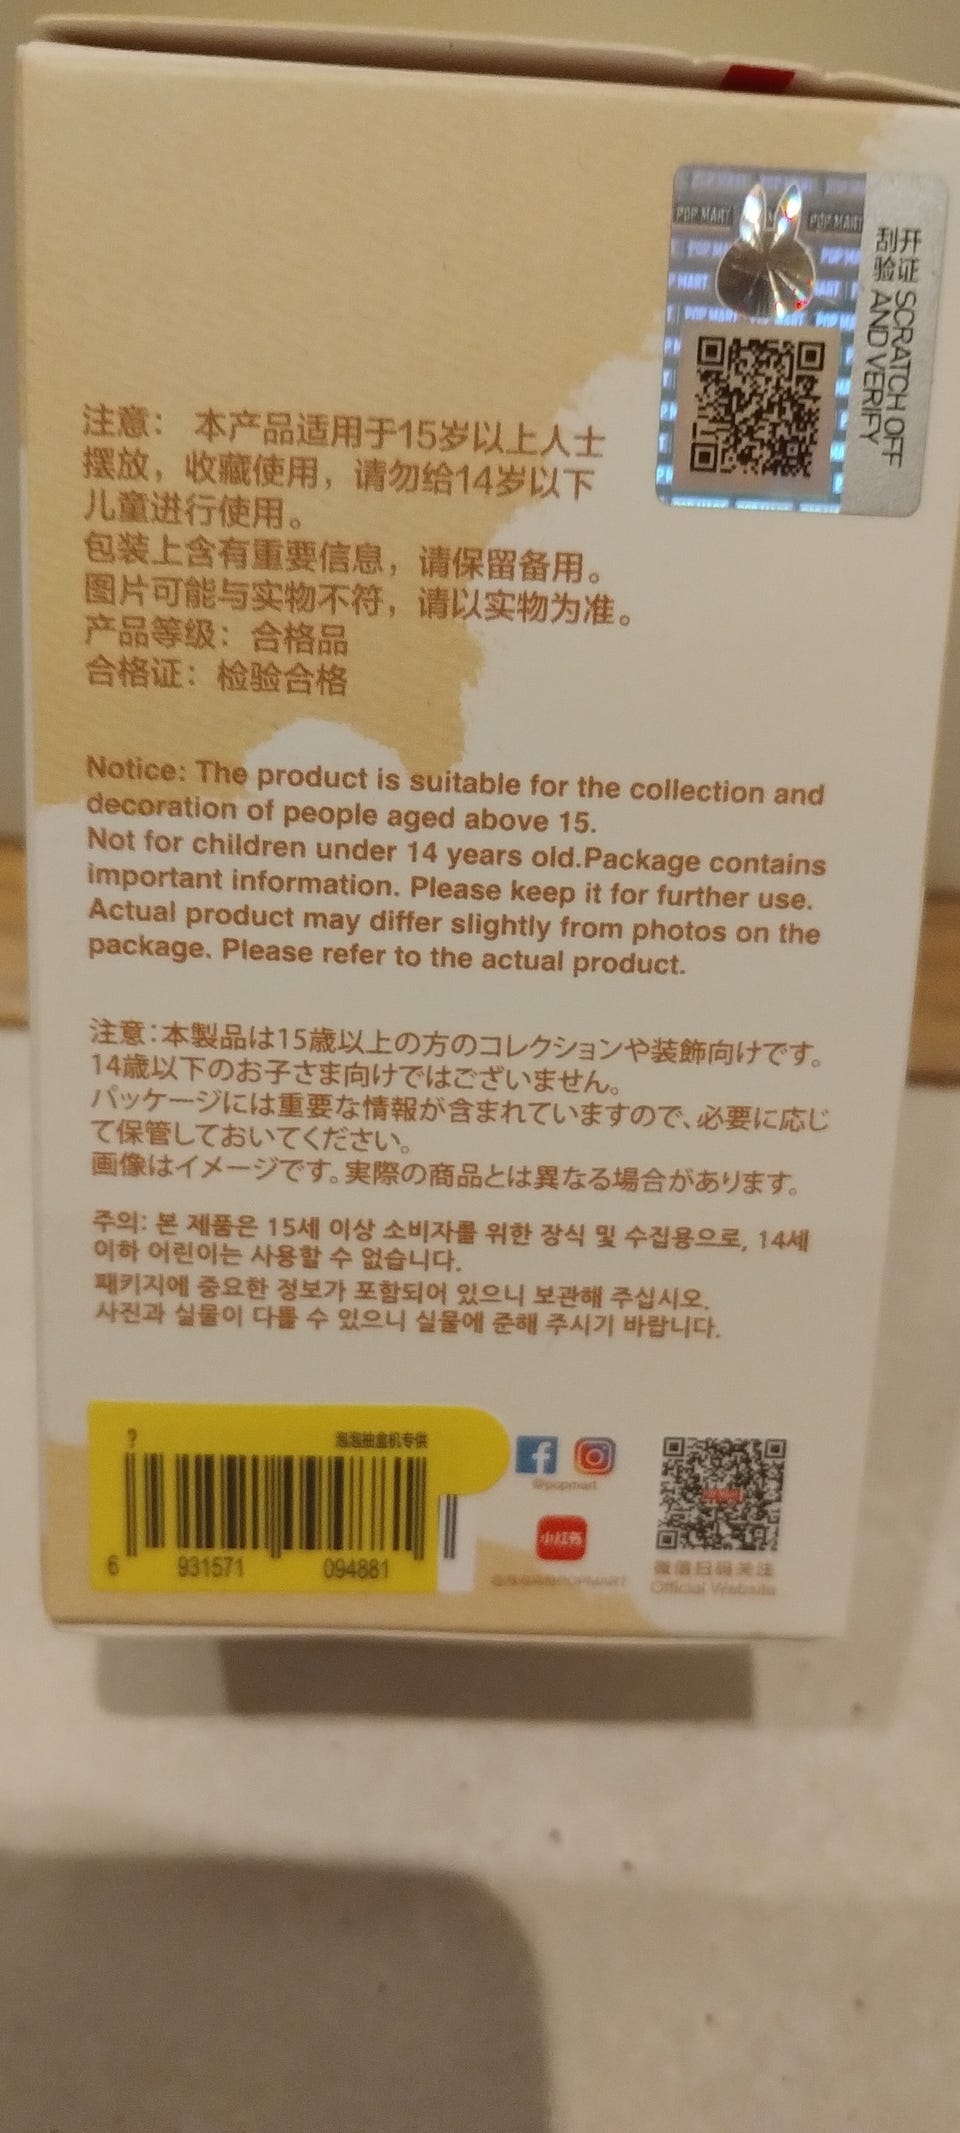 POP MART
开 证 SCRATCH OFF
刮 验 AND VERIFY
注意： 本产品适用于15岁以上人士
摆放，收藏使用，请勿给14岁以下
儿童进行使用。
包装上含有重要信息，请保留备用。
图片可能与实物不符，请以实物为准。
产品等级：合格品
合格证：检验合格
Notice: The product is suitable for the collection and
decoration of people aged above 15.
Not for children under 14 years old.Package contains
important information. Please keep it for further use.
Actual product may differ slightly from photos on the
package. Please refer to the actual product.
注意：本製品は15歳以上の方のコレクションや装飾向けです。
14歳以下のお子さま向けではございません。
パッケージには重要な情報が含まれていますので、必要に応じ
て保管しておいてください。
画像はイメージです。実際の商品とは異なる場合があります。
주의: 본 제품은 15세 이상 소비자를 위한 장식 및 수집용으로, 14세
이하 어린이는 사용할 수 없습니다.
패키지에 중요한 정보가 포함되어 있으니 보관해 주십시오.
사진과 실물이 다를 수 있으니 실물에 준해 주시기 바랍니다.
? 泡泡抽盒机专供
6 931571 094881
@popmart
小红书
微信扫码关注
Official Website